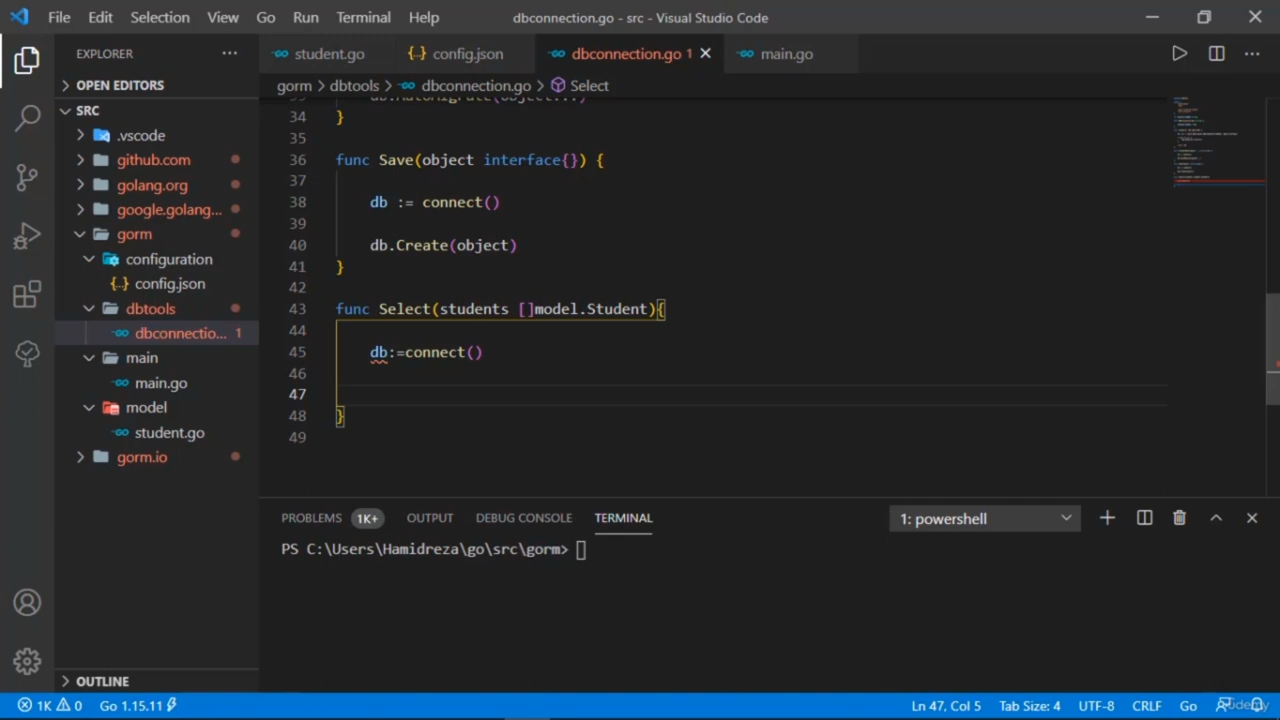 File Edit Selection View Go Run Terminal Help dbconnection.go - src - Visual Studio Code
EXPLORER ··· student.go {} config.json dbconnection.go 1 main.go ···
OPEN EDITORS
gorm > dbtools > dbconnection.go > Select
SRC
.vscode
github.com
golang.org
google.golang...
gorm
configuration
{} config.json
dbtools
dbconnectio... 1
main
main.go
model
student.go
gorm.io
OUTLINE
db.AutoMigrate(object...)
34 }
35
36 func Save(object interface{}) {
37
38 db := connect()
39
40 db.Create(object)
41 }
42
43 func Select(students []model.Student){
44
45 db:=connect()
46
47
48 }
49
PROBLEMS 1K+ OUTPUT DEBUG CONSOLE TERMINAL 1: powershell
PS C:\Users\Hamidreza\go\src\gorm>
1K 0 Go 1.15.11 Ln 47, Col 5 Tab Size: 4 UTF-8 CRLF Go